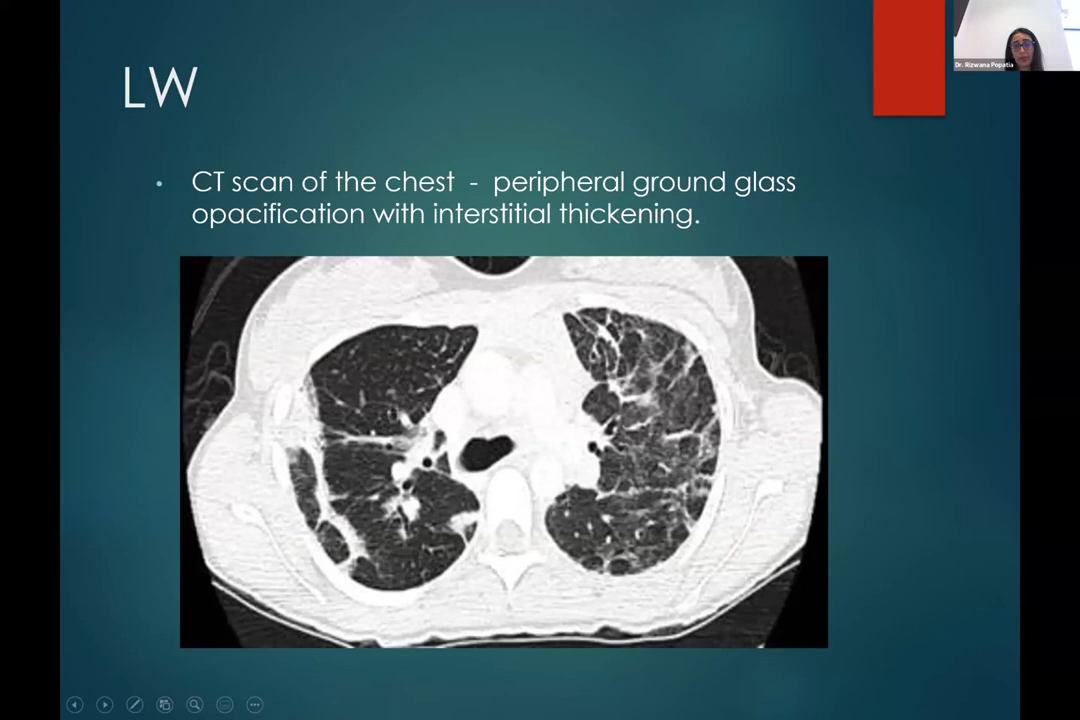 LW
Dr. Rizwana Popatia
CT scan of the chest - peripheral ground glass
opacification with interstitial thickening.